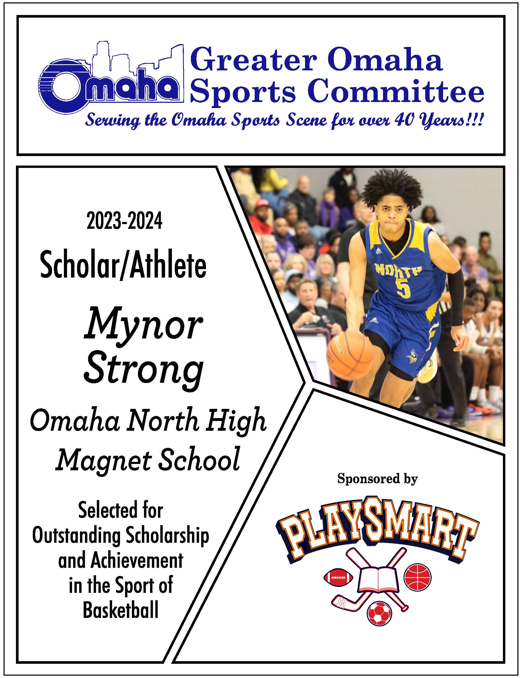 Omaha
Greater Omaha
Sports Committee
Serving the Omaha Sports Scene for over 40 Years!!!
2023-2024
Scholar/Athlete
Mynor
Strong
Omaha North High
Magnet School
Selected for
Outstanding Scholarship
and Achievement
in the Sport of
Basketball
NORTH
5
Sponsored by
PLAYSMART